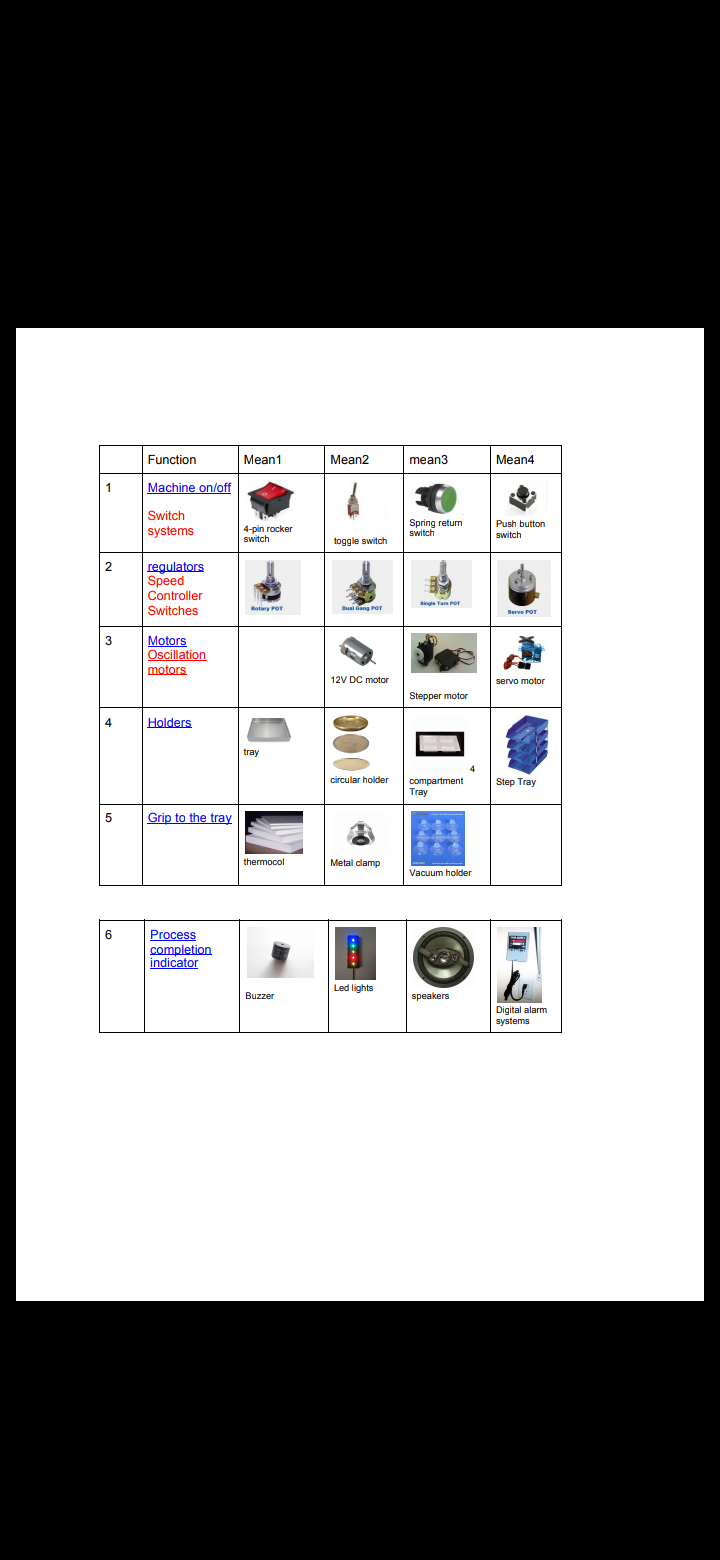 Function Mean1 Mean2 mean3 Mean4
1 Machine on/off
Switch
systems
4-pin rocker
switch
toggle switch
Spring return
switch
Push button
switch
2 regulators
Speed
Controller
Switches
Rotary POT
Dual Gang POT
Single Turn POT
Servo POT
3 Motors
Oscillation
motors
12V DC motor
Stepper motor
servo motor
4 Holders
tray
circular holder
4
compartment
Tray
Step Tray
5 Grip to the tray
thermocol
Metal clamp
Vacuum holder
6 Process
completion
indicator
Buzzer
Led lights
speakers
Digital alarm
systems